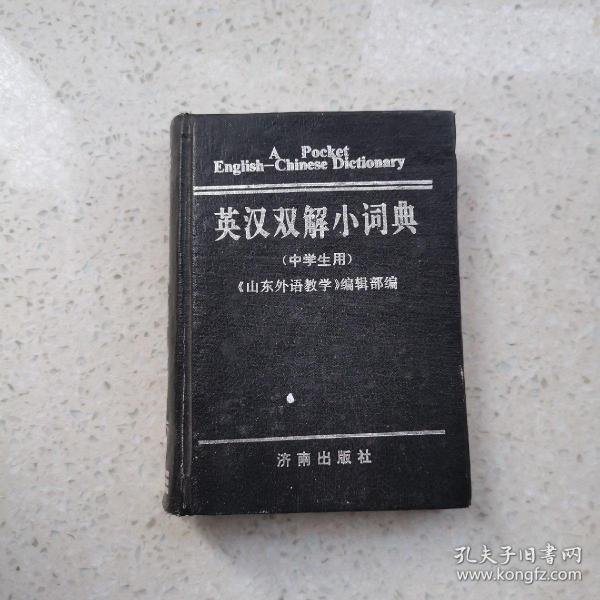 A Pocket
English-Chinese Dictionary
英汉双解小词典
(中学生用)
《山东外语教学》编辑部编
济南出版社
孔夫子旧书网
www.kongfz.com